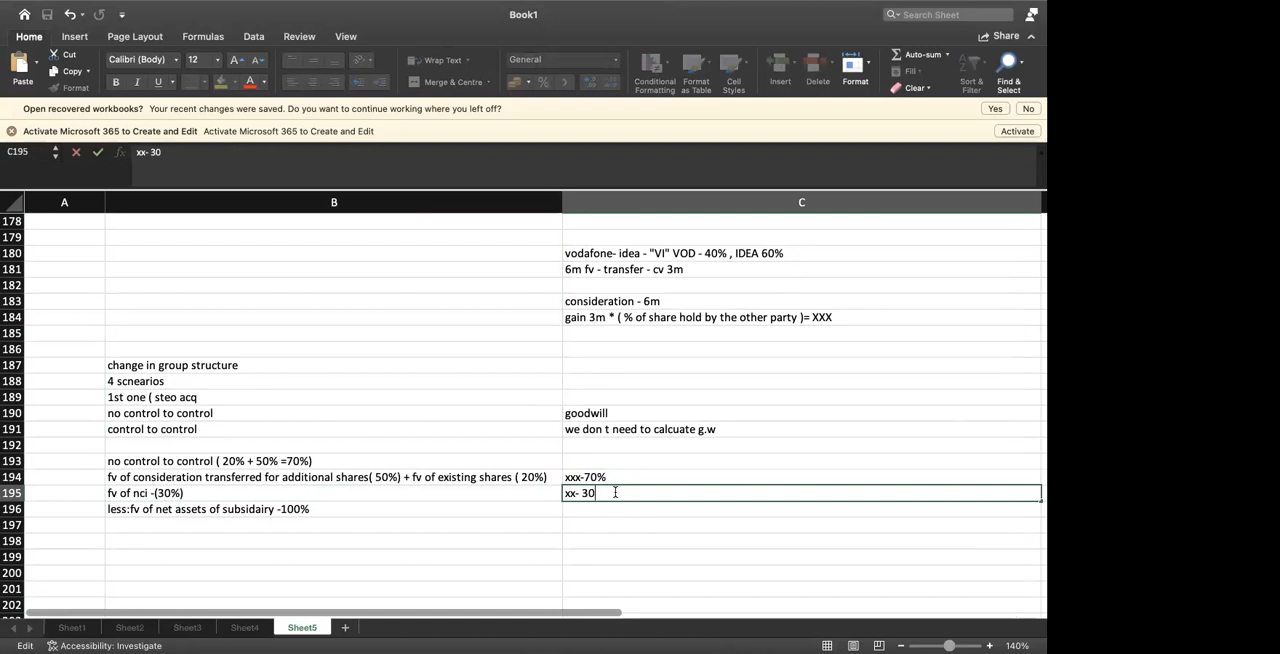 Book1
Search Sheet
Home Insert Page Layout Formulas Data Review View
Share
Paste
Cut
Copy
Format
Calibri (Body) 12
B I U
Wrap Text
Merge & Centre
General
Conditional Formatting
Format as Table
Cell Styles
Insert
Delete
Format
Auto-sum
Fill
Clear
Sort & Filter
Find & Select
Open recovered workbooks? Your recent changes were saved. Do you want to continue working where you left off? Yes No
Activate Microsoft 365 to Create and Edit Activate Microsoft 365 to Create and Edit Activate
C195 fx xx- 30
A B C
178
179
180 vodafone- idea - "VI" VOD - 40% , IDEA 60%
181 6m fv - transfer - cv 3m
182
183 consideration - 6m
184 gain 3m * ( % of share hold by the other party )= XXX
185
186
187 change in group structure
188 4 scnearios
189 1st one ( steo acq
190 no control to control goodwill
191 control to control we don t need to calcuate g.w
192
193 no control to control ( 20% + 50% =70%)
194 fv of consideration transferred for additional shares( 50%) + fv of existing shares ( 20%) xxx-70%
195 fv of nci -(30%) xx- 30
196 less:fv of net assets of subsidairy -100%
197
198
199
200
201
202
Sheet1 Sheet2 Sheet3 Sheet4 Sheet5 +
Edit Accessibility: Investigate 140%